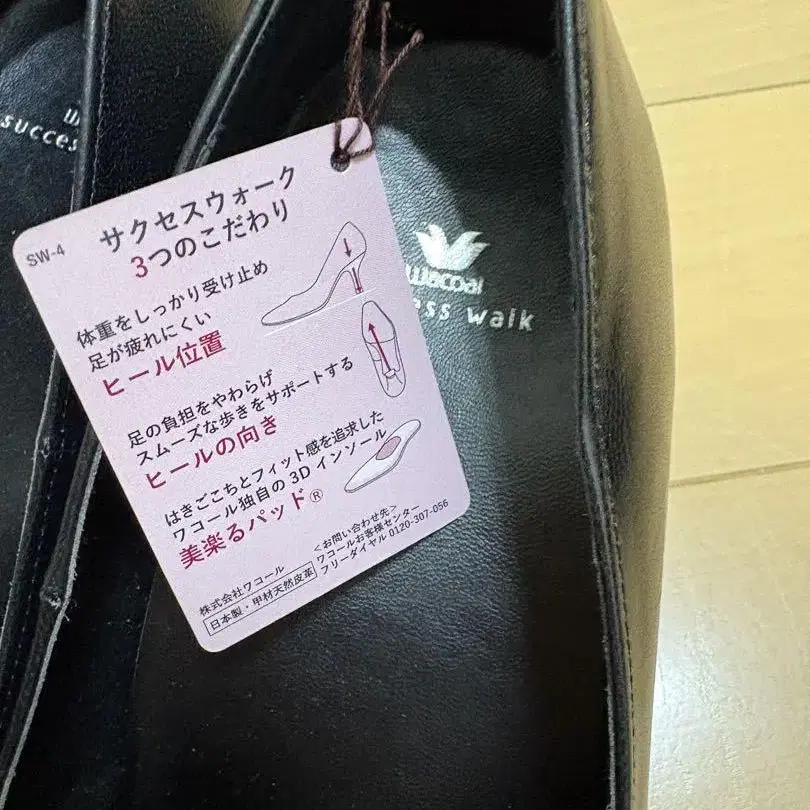 SW-4
サクセスウォーク
3つのこだわり
体重をしっかり受け止め
足が疲れにくい
ヒール位置
足の負担をやわらげ
スムーズな歩きをサポートする
ヒールの向き
はきごこちとフィット感を追求した
ワコール独自の3Dインソール
美楽るパッド®
<お問い合わせ先>
ワコールお客様センター
フリーダイヤル 0120-307-056
株式会社ワコール
日本製・甲材天然皮革
wacoal
ss walk
succes